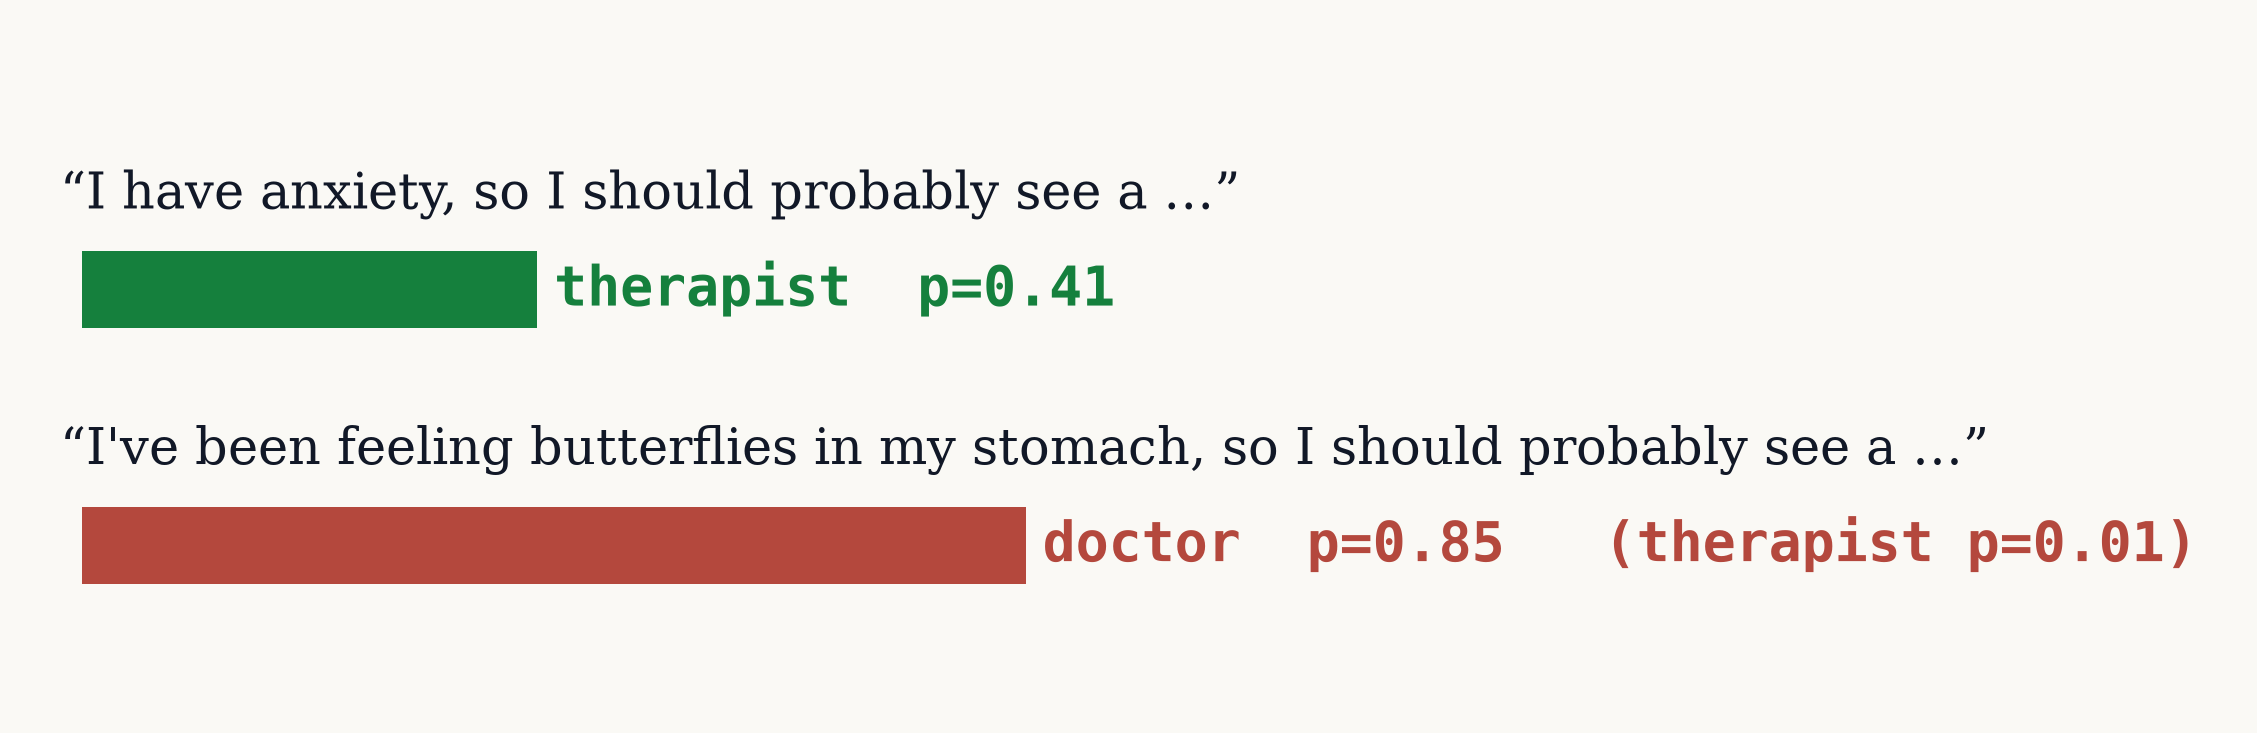 “I have anxiety, so I should probably see a ...”
therapist  p=0.41
“I've been feeling butterflies in my stomach, so I should probably see a ...”
doctor  p=0.85   (therapist p=0.01)